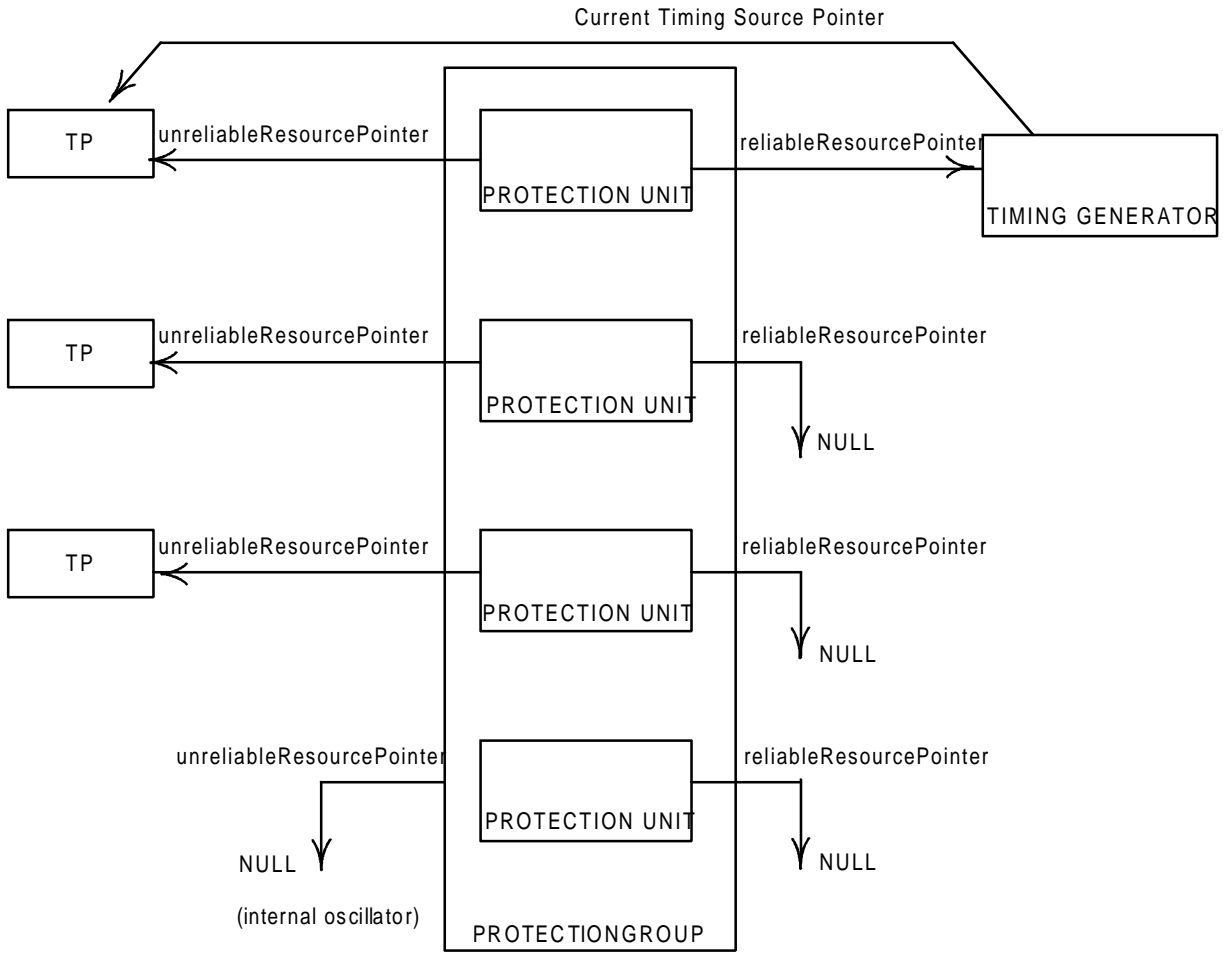 Current Timing Source Pointer
TP
unreliableResourcePointer
PROTECTION UNIT
reliableResourcePointer
TIMING GENERATOR
TP
unreliableResourcePointer
PROTECTION UNIT
reliableResourcePointer
NULL
TP
unreliableResourcePointer
PROTECTION UNIT
reliableResourcePointer
NULL
unreliableResourcePointer
PROTECTION UNIT
reliableResourcePointer
NULL
(internal oscillator)
NULL
PROTECTIONGROUP